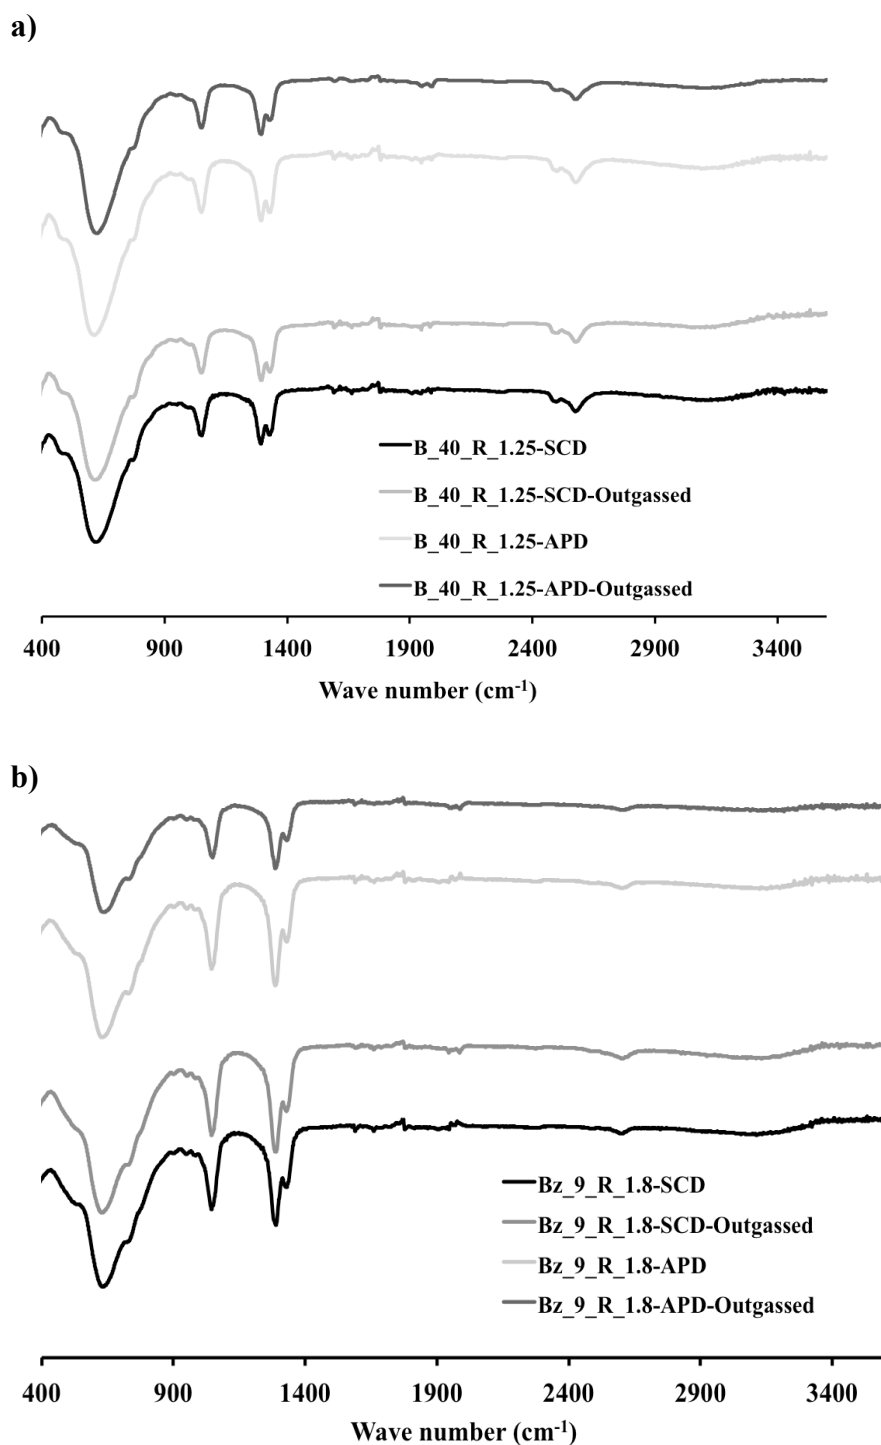 a)
B_40_R_1.25-SCD
B_40_R_1.25-SCD-Outgassed
B_40_R_1.25-APD
B_40_R_1.25-APD-Outgassed
400 900 1400 1900 2400 2900 3400
Wave number (cm⁻¹)
b)
Bz_9_R_1.8-SCD
Bz_9_R_1.8-SCD-Outgassed
Bz_9_R_1.8-APD
Bz_9_R_1.8-APD-Outgassed
400 900 1400 1900 2400 2900 3400
Wave number (cm⁻¹)